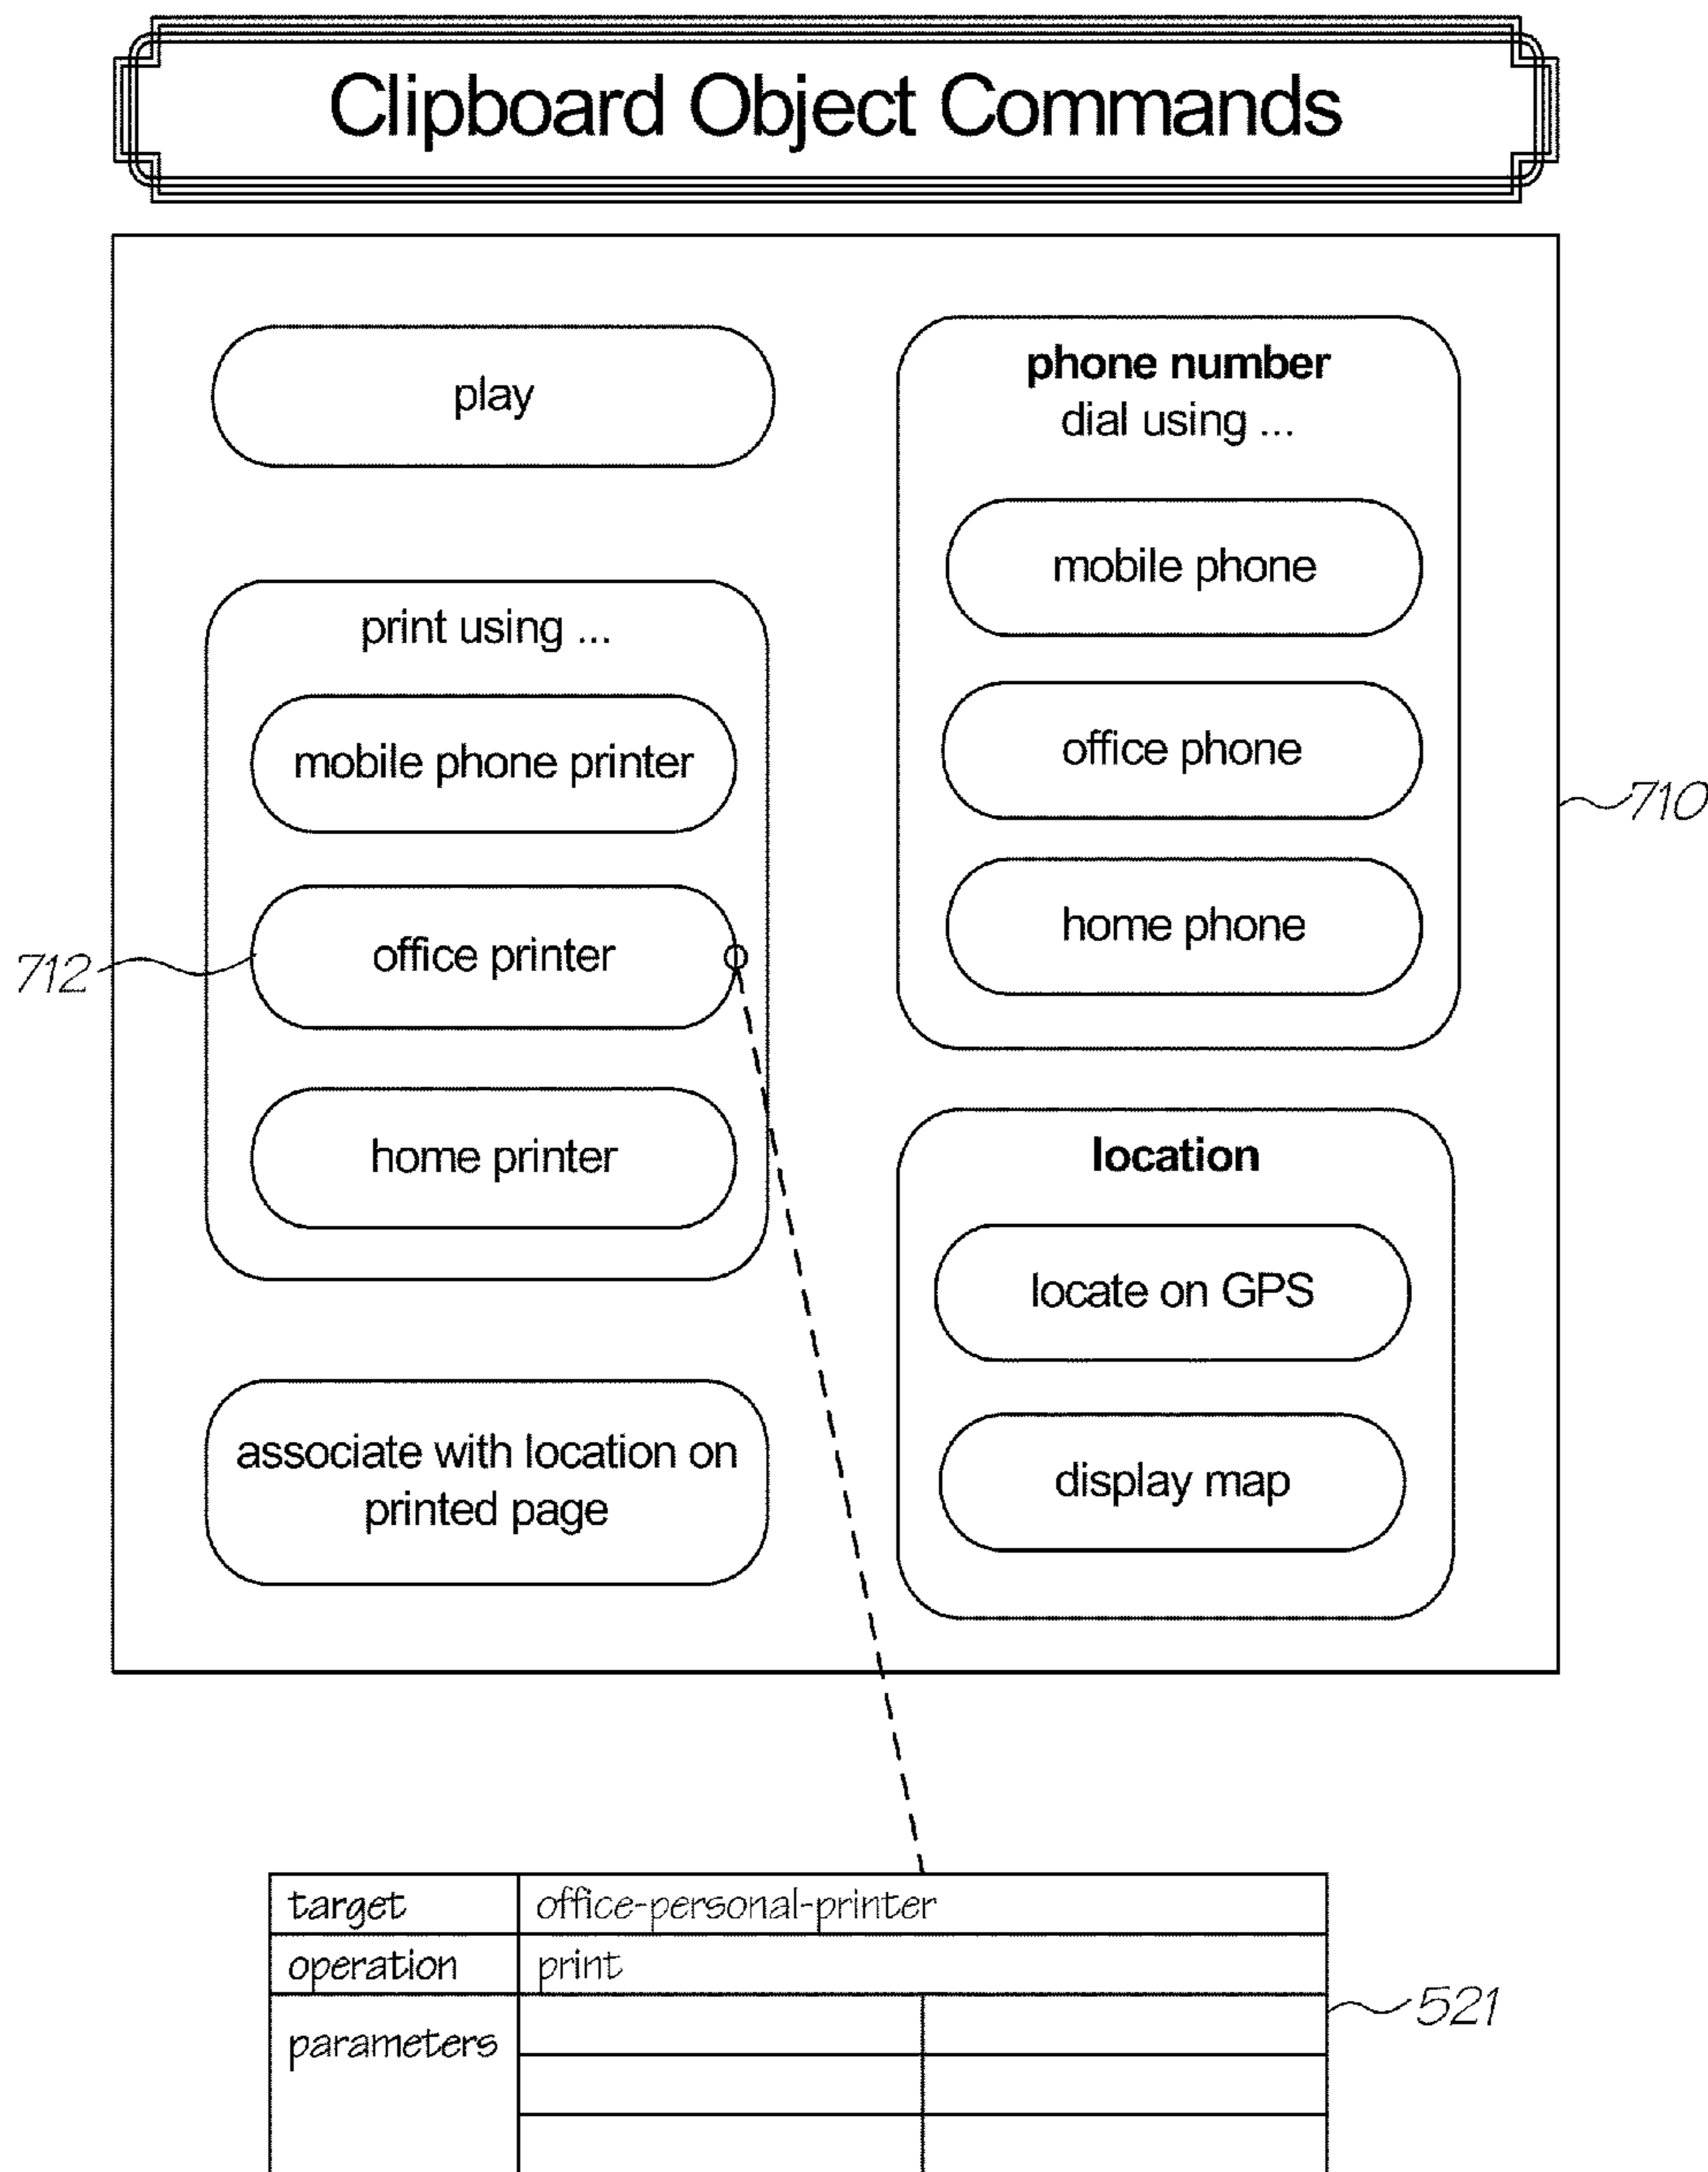 Clipboard Object Commands
play
print using ...
mobile phone printer
712
office printer
home printer
associate with location on
printed page
phone number
dial using ...
mobile phone
office phone
home phone
710
location
locate on GPS
display map
target office-personal-printer
operation print
parameters
521